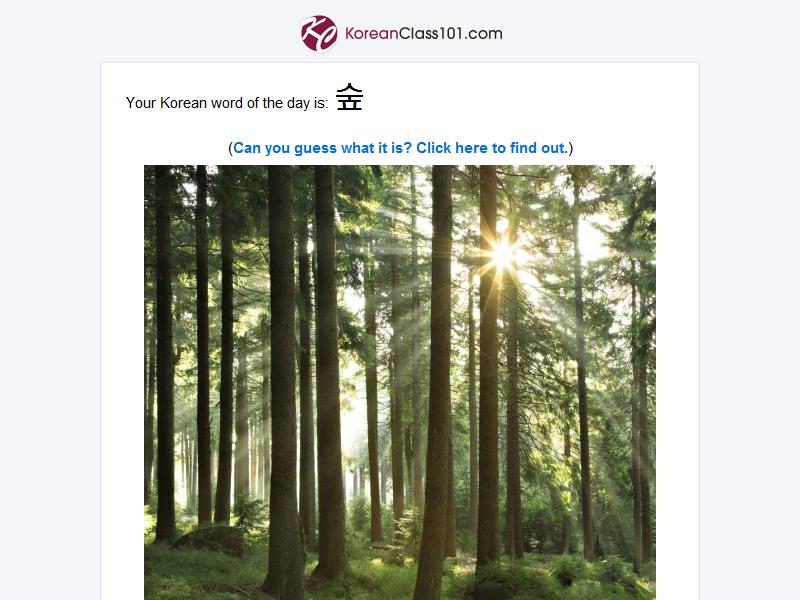 KoreanClass101.com
Your Korean word of the day is: 숲
(Can you guess what it is? Click here to find out.)